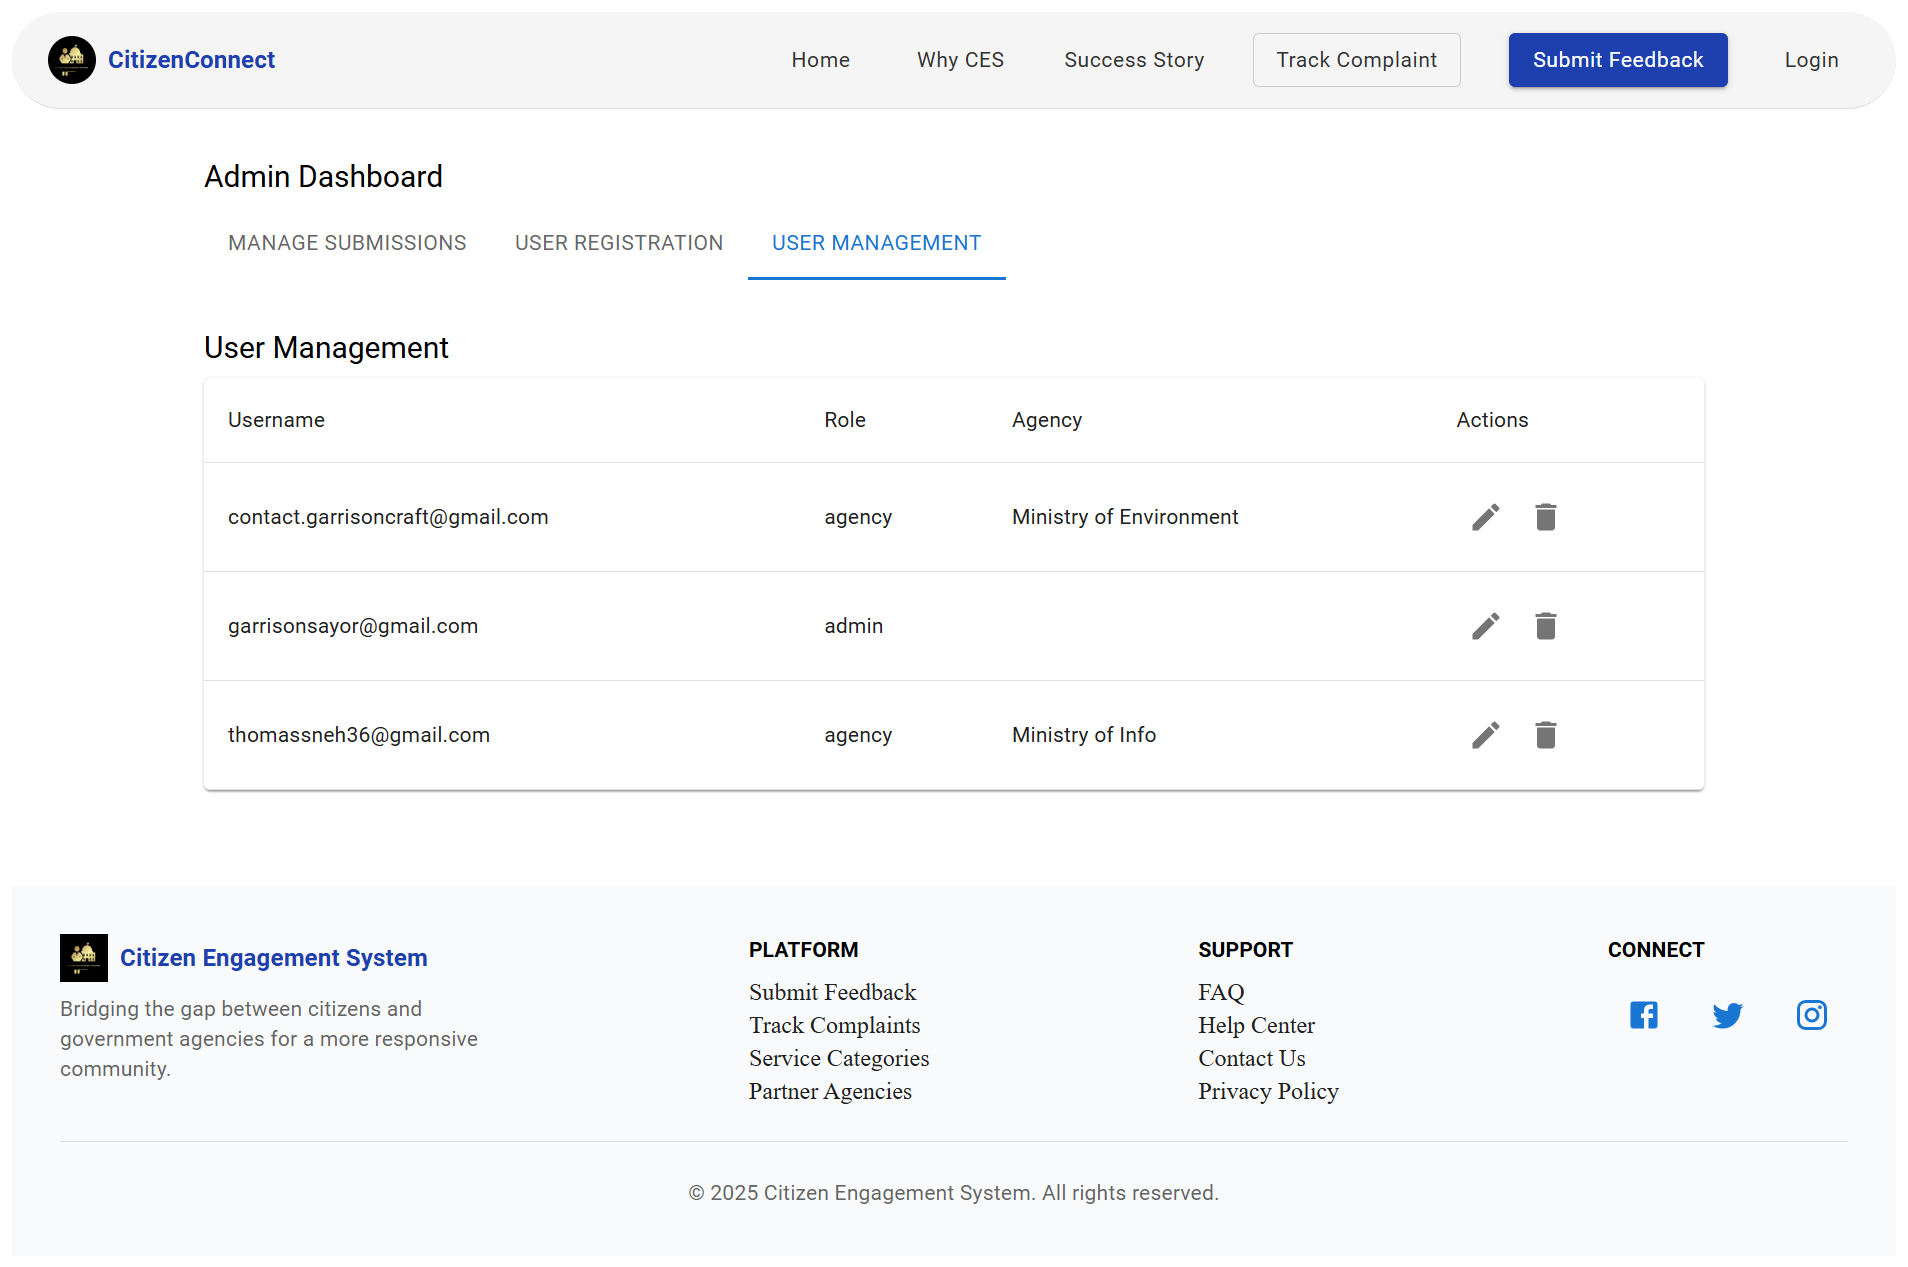 CitizenConnect
Home
Why CES
Success Story
Track Complaint
Submit Feedback
Login
Admin Dashboard
MANAGE SUBMISSIONS
USER REGISTRATION
USER MANAGEMENT
User Management
Username Role Agency Actions
contact.garrisoncraft@gmail.com agency Ministry of Environment
garrisonsayor@gmail.com admin
thomassneh36@gmail.com agency Ministry of Info
Citizen Engagement System
Bridging the gap between citizens and
government agencies for a more responsive
community.
PLATFORM
Submit Feedback
Track Complaints
Service Categories
Partner Agencies
SUPPORT
FAQ
Help Center
Contact Us
Privacy Policy
CONNECT
© 2025 Citizen Engagement System. All rights reserved.